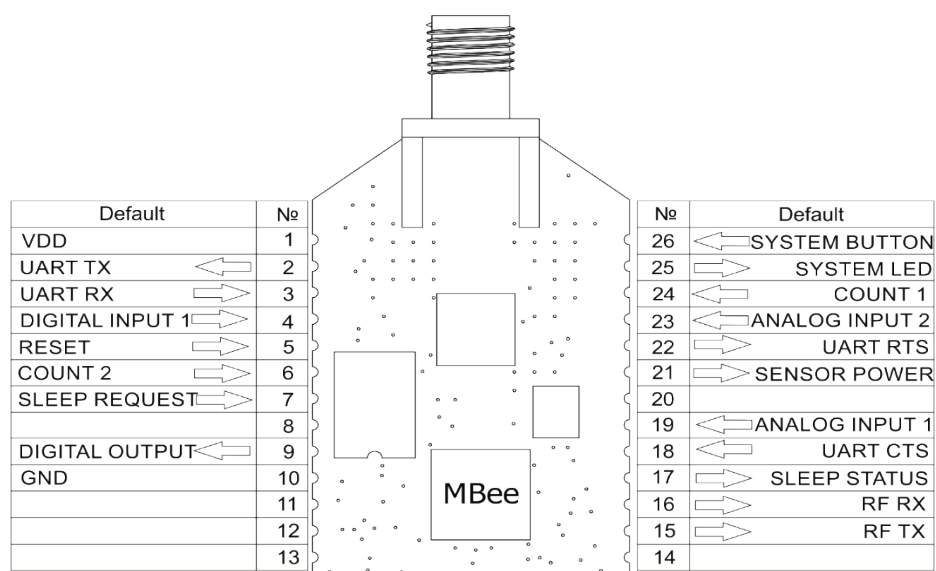 Default № № Default
VDD 1 26 SYSTEM BUTTON
UART TX 2 25 SYSTEM LED
UART RX 3 24 COUNT 1
DIGITAL INPUT 1 4 23 ANALOG INPUT 2
RESET 5 22 UART RTS
COUNT 2 6 21 SENSOR POWER
SLEEP REQUEST 7 20
8 19 ANALOG INPUT 1
DIGITAL OUTPUT 9 18 UART CTS
GND 10 17 SLEEP STATUS
11 16 RF RX
12 15 RF TX
13 14
MBee